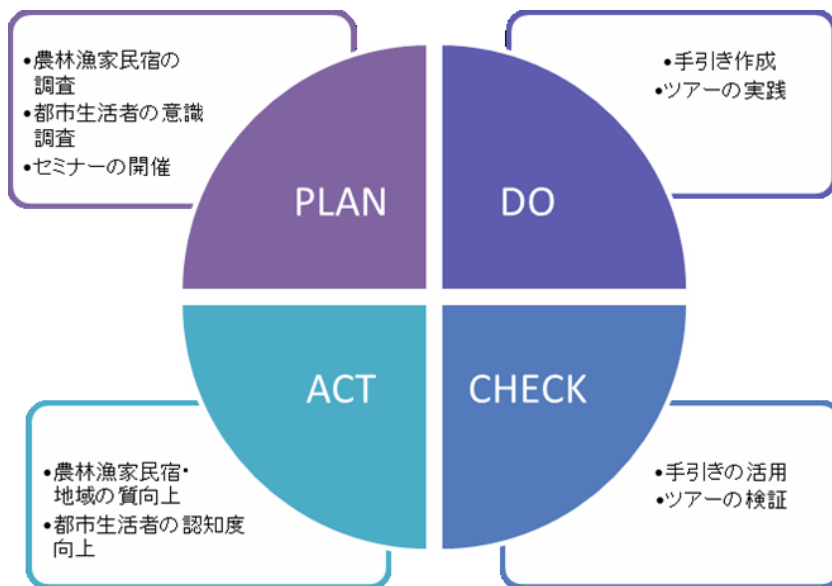 •農林漁家民宿の
調査
•都市生活者の意識
調査
•セミナーの開催
•手引き作成
•ツアーの実践
PLAN
DO
ACT
CHECK
•農林漁家民宿・
地域の質向上
•都市生活者の認知度
向上
•手引きの活用
•ツアーの検証